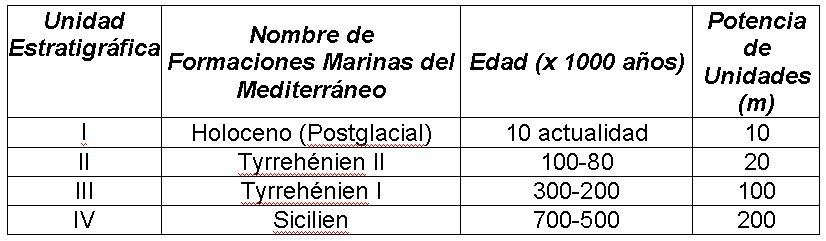 Unidad Estratigráfica
Nombre de Formaciones Marinas del Mediterráneo
Edad (x 1000 años)
Potencia de Unidades (m)
I Holoceno (Postglacial) 10 actualidad 10
II Tyrrehénien II 100-80 20
III Tyrrehénien I 300-200 100
IV Sicilien 700-500 200